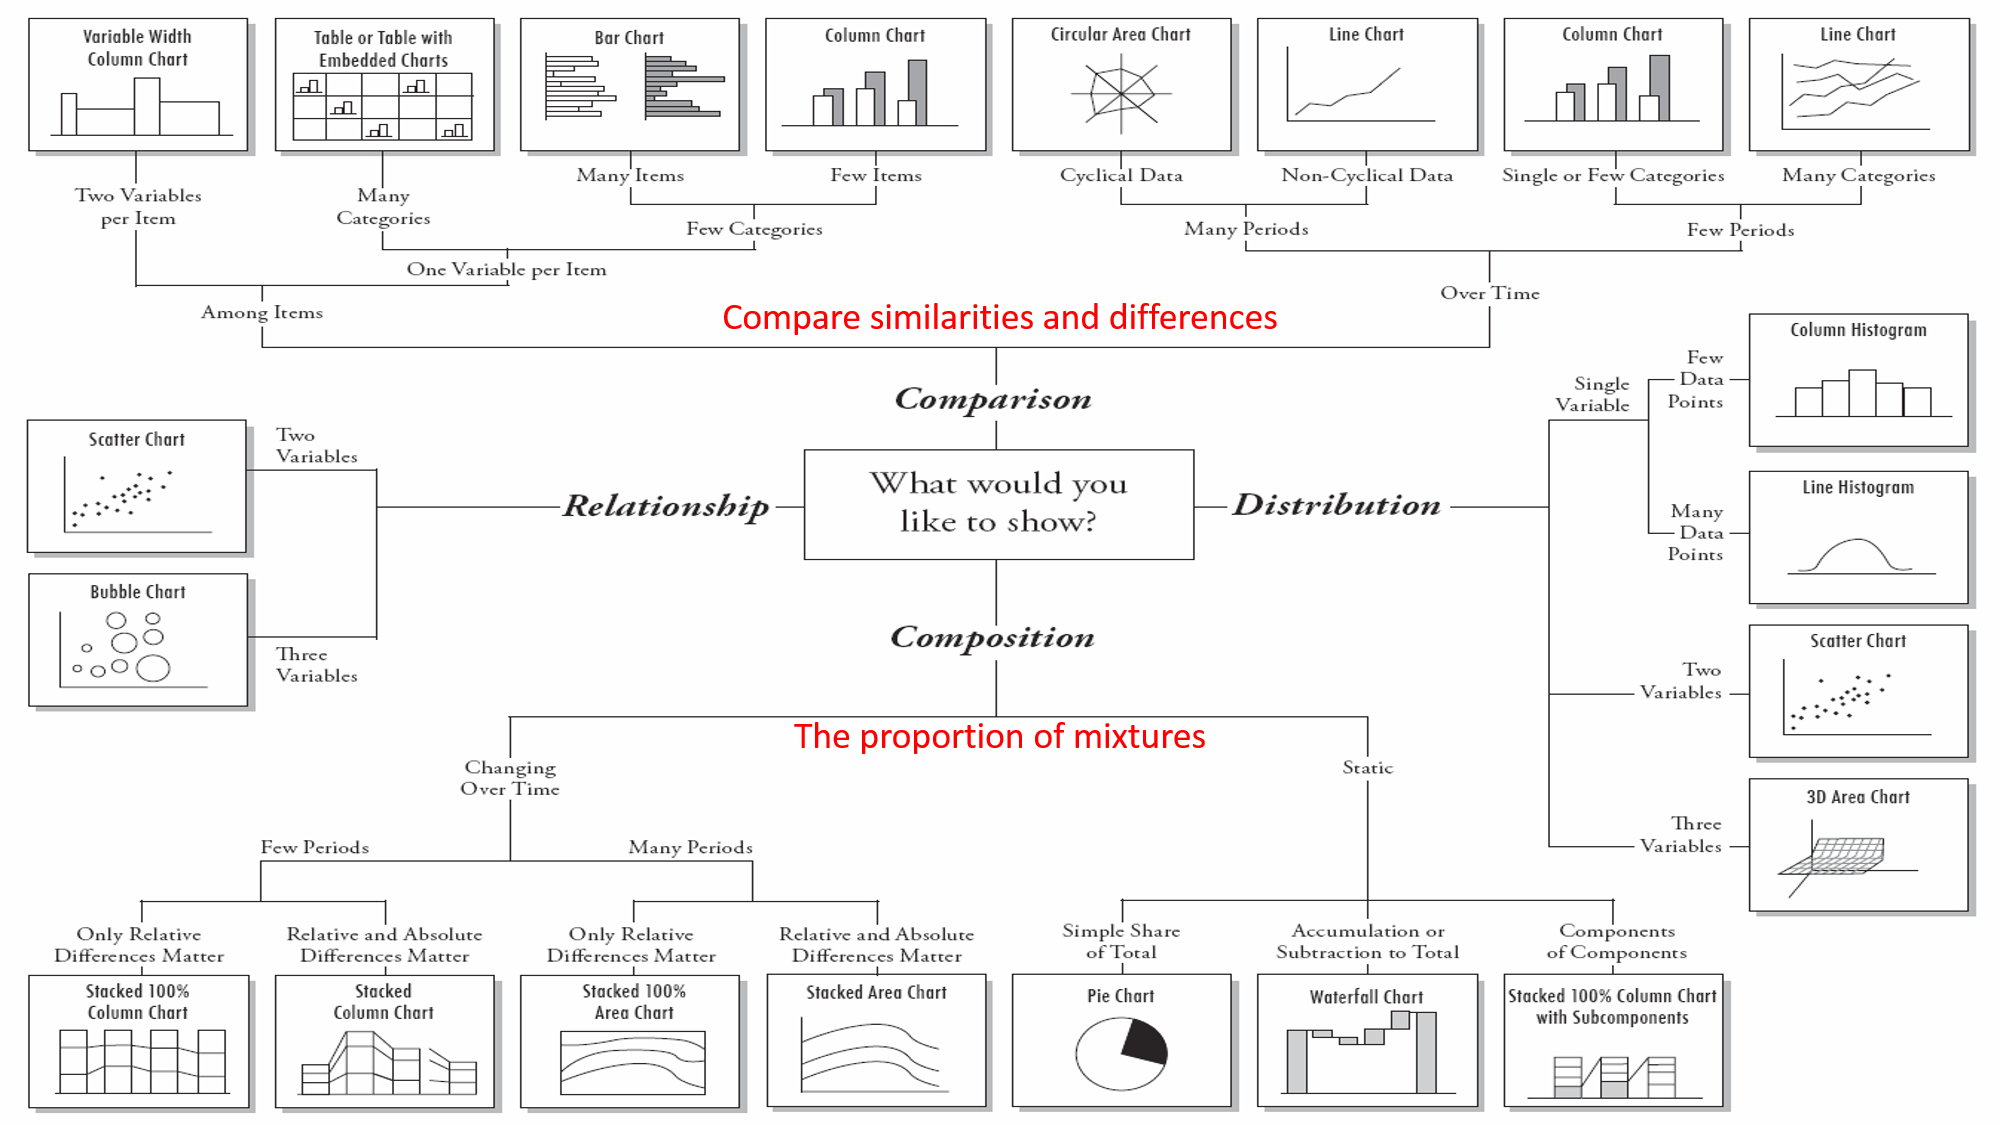 Variable Width
Column Chart
Table or Table with
Embedded Charts
Bar Chart
Column Chart
Circular Area Chart
Line Chart
Column Chart
Line Chart
Two Variables
per Item
Many
Categories
Many Items
Few Items
Cyclical Data
Non-Cyclical Data
Single or Few Categories
Many Categories
Few Categories
Many Periods
Few Periods
One Variable per Item
Among Items
Over Time
Compare similarities and differences
Comparison
What would you
like to show?
Relationship
Two
Variables
Scatter Chart
Three
Variables
Bubble Chart
Distribution
Single
Variable
Few
Data
Points
Column Histogram
Many
Data
Points
Line Histogram
Two
Variables
Scatter Chart
Three
Variables
3D Area Chart
Composition
The proportion of mixtures
Changing
Over Time
Static
Few Periods
Many Periods
Only Relative
Differences Matter
Relative and Absolute
Differences Matter
Only Relative
Differences Matter
Relative and Absolute
Differences Matter
Simple Share
of Total
Accumulation or
Subtraction to Total
Components
of Components
Stacked 100%
Column Chart
Stacked
Column Chart
Stacked 100%
Area Chart
Stacked Area Chart
Pie Chart
Waterfall Chart
Stacked 100% Column Chart
with Subcomponents